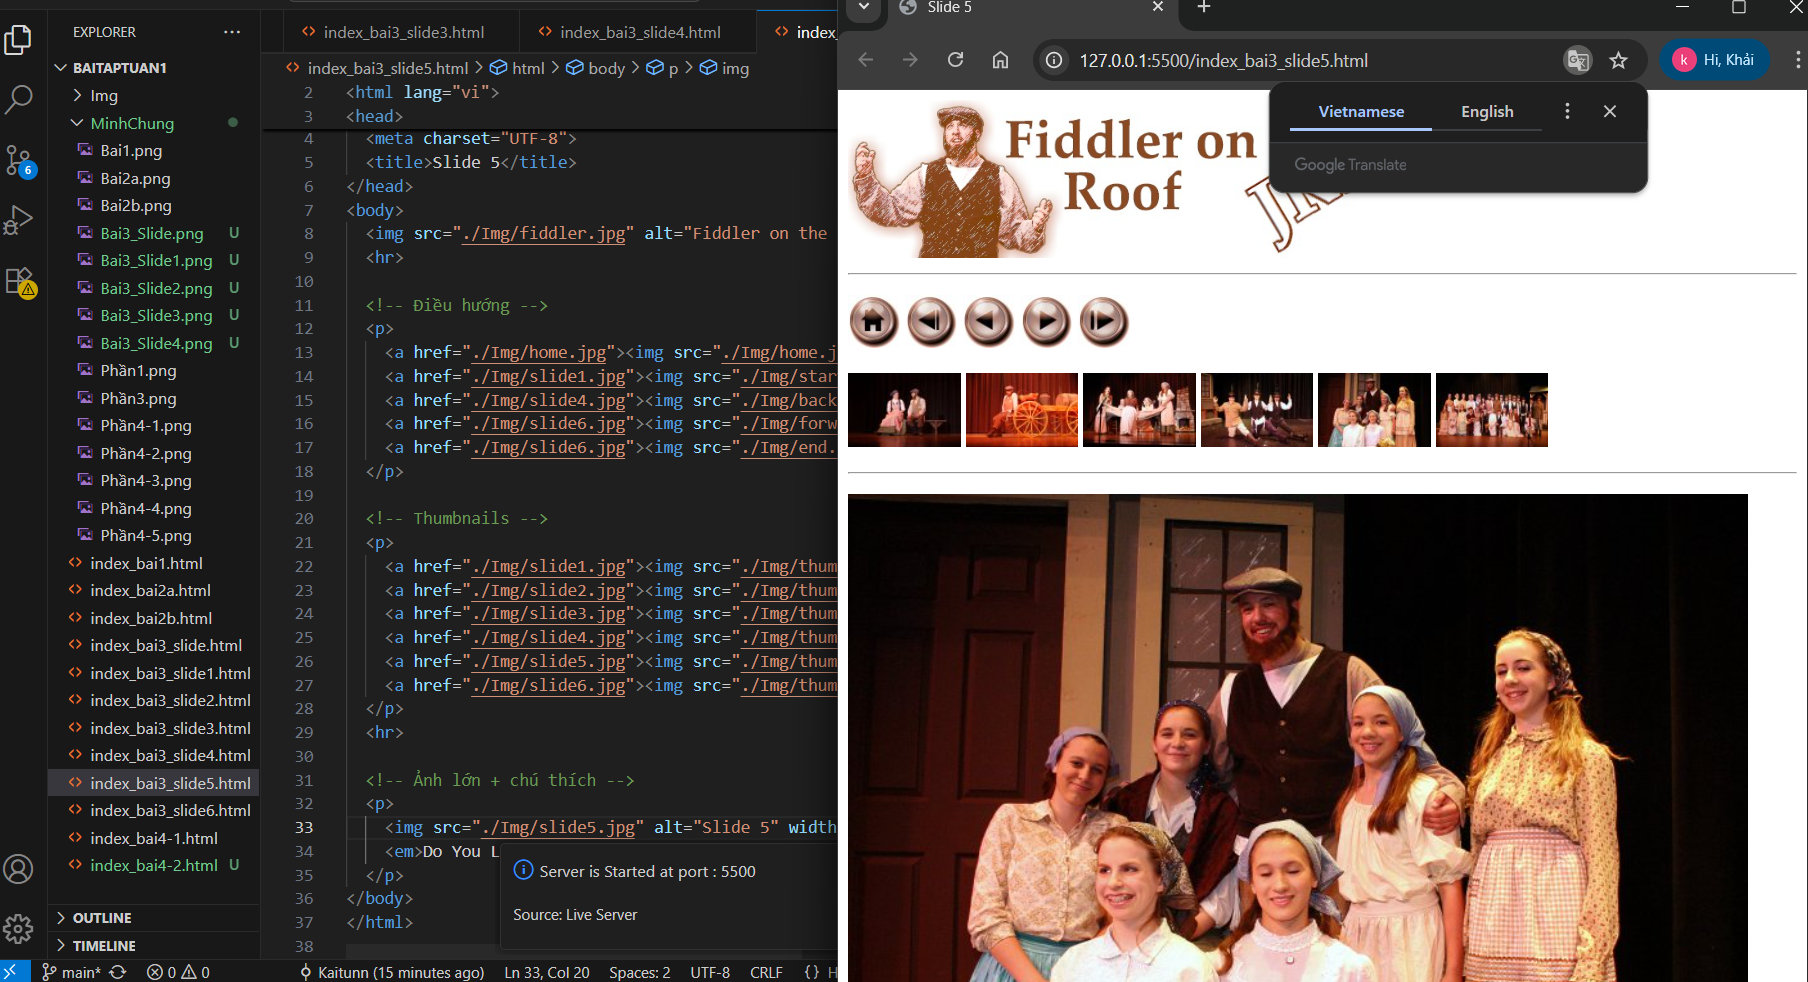 EXPLORER
BAITAPTUAN1
Img
MinhChung
Bai1.png
Bai2a.png
Bai2b.png
Bai3_Slide.png U
Bai3_Slide1.png U
Bai3_Slide2.png U
Bai3_Slide3.png U
Bai3_Slide4.png U
Phần1.png
Phần3.png
Phần4-1.png
Phần4-2.png
Phần4-3.png
Phần4-4.png
Phần4-5.png
index_bai1.html
index_bai2a.html
index_bai2b.html
index_bai3_slide.html
index_bai3_slide1.html
index_bai3_slide2.html
index_bai3_slide3.html
index_bai3_slide4.html
index_bai3_slide5.html
index_bai3_slide6.html
index_bai4-1.html
index_bai4-2.html U
OUTLINE
TIMELINE
6
index_bai3_slide3.html
index_bai3_slide4.html
index_
index_bai3_slide5.html > html > body > p > img
2 <html lang="vi">
3 <head>
4 <meta charset="UTF-8">
5 <title>Slide 5</title>
6 </head>
7 <body>
8 <img src="./Img/fiddler.jpg" alt="Fiddler on the
9 <hr>
10
11 <!-- Điều hướng -->
12 <p>
13 <a href="./Img/home.jpg"><img src="./Img/home.j
14 <a href="./Img/slide1.jpg"><img src="./Img/star
15 <a href="./Img/slide4.jpg"><img src="./Img/back
16 <a href="./Img/slide6.jpg"><img src="./Img/forw
17 <a href="./Img/slide6.jpg"><img src="./Img/end.
18 </p>
19
20 <!-- Thumbnails -->
21 <p>
22 <a href="./Img/slide1.jpg"><img src="./Img/thum
23 <a href="./Img/slide2.jpg"><img src="./Img/thum
24 <a href="./Img/slide3.jpg"><img src="./Img/thum
25 <a href="./Img/slide4.jpg"><img src="./Img/thum
26 <a href="./Img/slide5.jpg"><img src="./Img/thum
27 <a href="./Img/slide6.jpg"><img src="./Img/thum
28 </p>
29 <hr>
30
31 <!-- Ảnh lớn + chú thích -->
32 <p>
33 <img src="./Img/slide5.jpg" alt="Slide 5" width
34 <em>Do You L
35 </p>
36 </body>
37 </html>
38
Server is Started at port : 5500
Source: Live Server
main* 0 0 Kaitunn (15 minutes ago) Ln 33, Col 20 Spaces: 2 UTF-8 CRLF {} H
Slide 5
127.0.0.1:5500/index_bai3_slide5.html
k Hi, Khải
Vietnamese English
Google Translate
Fiddler on
Roof